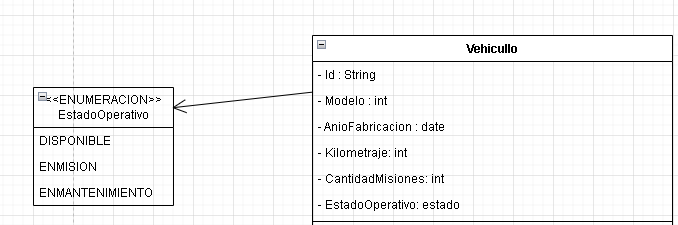 <<ENUMERACION>>
EstadoOperativo
DISPONIBLE
ENMISION
ENMANTENIMIENTO
Vehicullo
- Id : String
- Modelo : int
- AnioFabricacion : date
- Kilometraje: int
- CantidadMisiones: int
- EstadoOperativo: estado